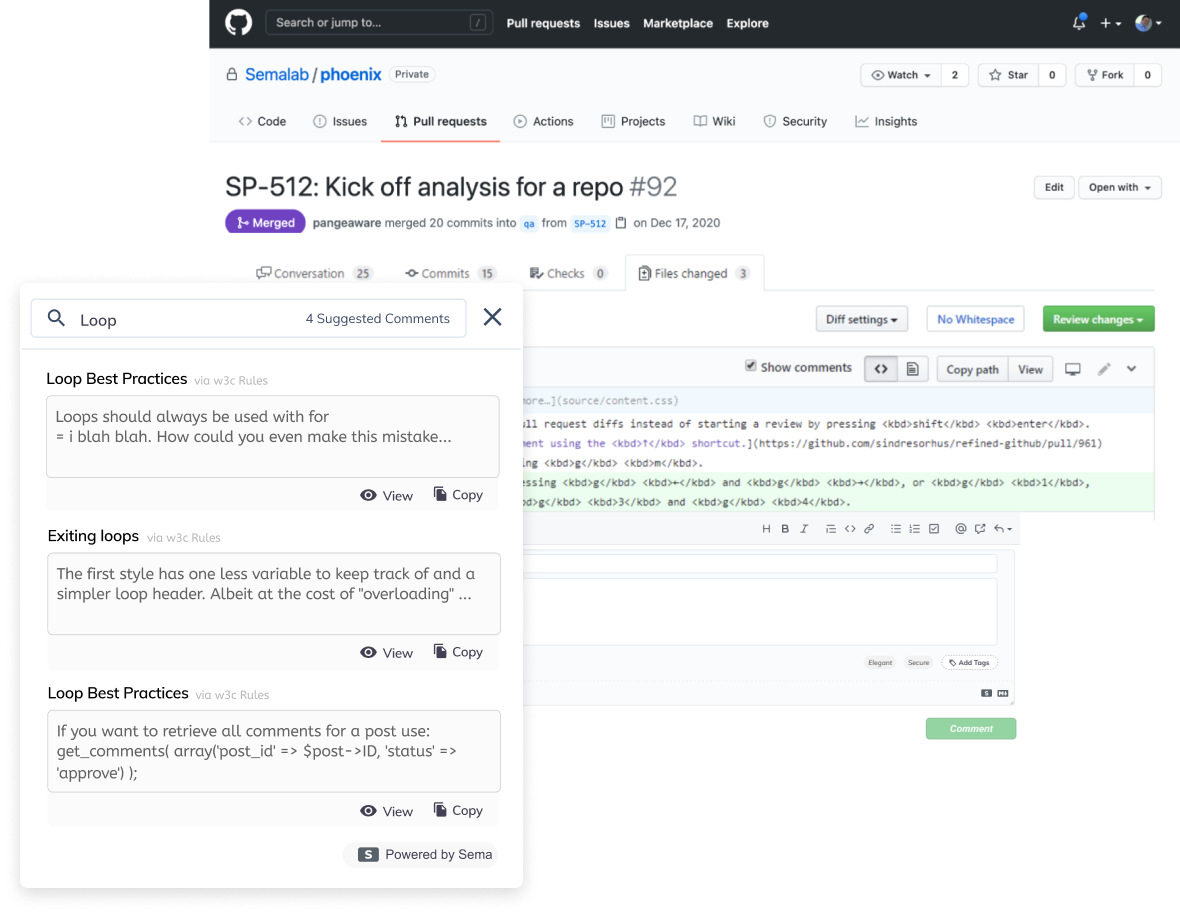 Search or jump to... /
Pull requests Issues Marketplace Explore
Semalab / phoenix Private
Watch 2 Star 0 Fork 0
Code Issues Pull requests Actions Projects Wiki Security Insights
SP-512: Kick off analysis for a repo #92
Edit Open with
Merged pangeaware merged 20 commits into qa from SP-512 on Dec 17, 2020
Conversation 25 Commits 15 Checks 0 Files changed 3
Diff settings No Whitespace Review changes
Show comments Copy path View
ore…](source/content.css)
ll request diffs instead of starting a review by pressing <kbd>shift</kbd> <kbd>enter</kbd>.
ent using the <kbd>↑</kbd> shortcut.](https://github.com/sindresorhus/refined-github/pull/961)
ng <kbd>g</kbd> <kbd>m</kbd>.
ssing <kbd>g</kbd> <kbd>←</kbd> and <kbd>g</kbd> <kbd>→</kbd>, or <kbd>g</kbd> <kbd>1</kbd>,
d>g</kbd> <kbd>3</kbd> and <kbd>g</kbd> <kbd>4</kbd>.
H B I
Elegant Secure Add Tags
Comment
Loop 4 Suggested Comments
Loop Best Practices via w3c Rules
Loops should always be used with for
= i blah blah. How could you even make this mistake...
View Copy
Exiting loops via w3c Rules
The first style has one less variable to keep track of and a
simpler loop header. Albeit at the cost of "overloading" ...
View Copy
Loop Best Practices via w3c Rules
If you want to retrieve all comments for a post use:
get_comments( array('post_id' => $post->ID, 'status' =>
'approve') );
View Copy
S Powered by Sema